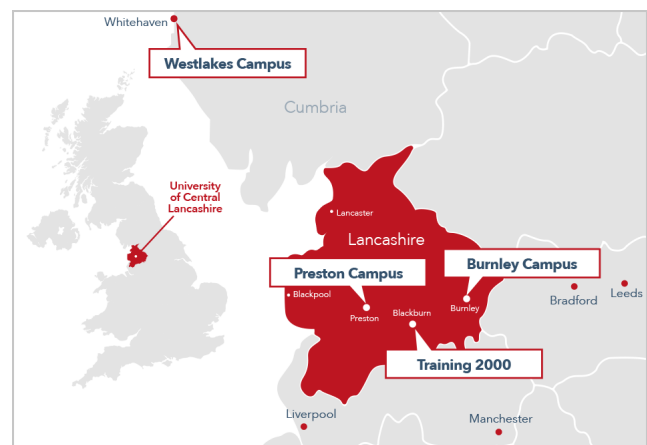 Whitehaven
Westlakes Campus
Cumbria
University
of Central
Lancashire
Lancaster
Lancashire
Preston Campus
Burnley Campus
Blackpool
Preston
Blackburn
Burnley
Bradford
Leeds
Training 2000
Liverpool
Manchester